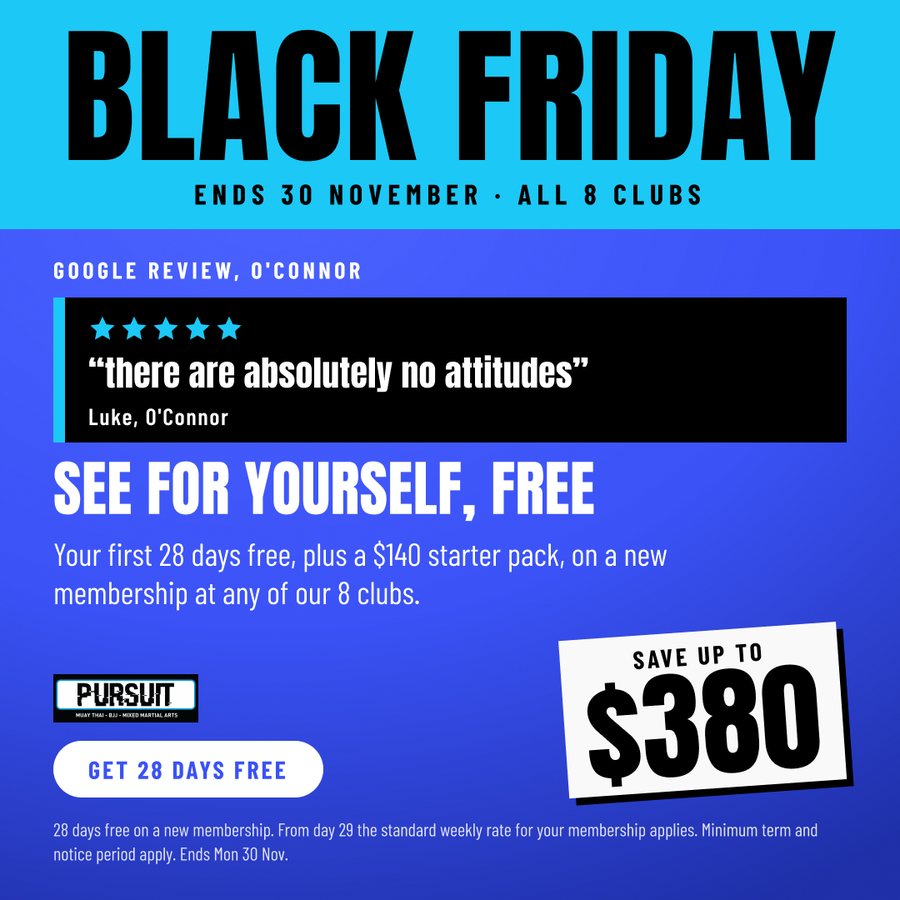 BLACK FRIDAY
ENDS 30 NOVEMBER · ALL 8 CLUBS
GOOGLE REVIEW, O'CONNOR
★★★★★
“there are absolutely no attitudes”
Luke, O'Connor
SEE FOR YOURSELF, FREE
Your first 28 days free, plus a $140 starter pack, on a new
membership at any of our 8 clubs.
SAVE UP TO
$380
PURSUIT
MUAY THAI - BJJ - MIXED MARTIAL ARTS
GET 28 DAYS FREE
28 days free on a new membership. From day 29 the standard weekly rate for your membership applies. Minimum term and
notice period apply. Ends Mon 30 Nov.